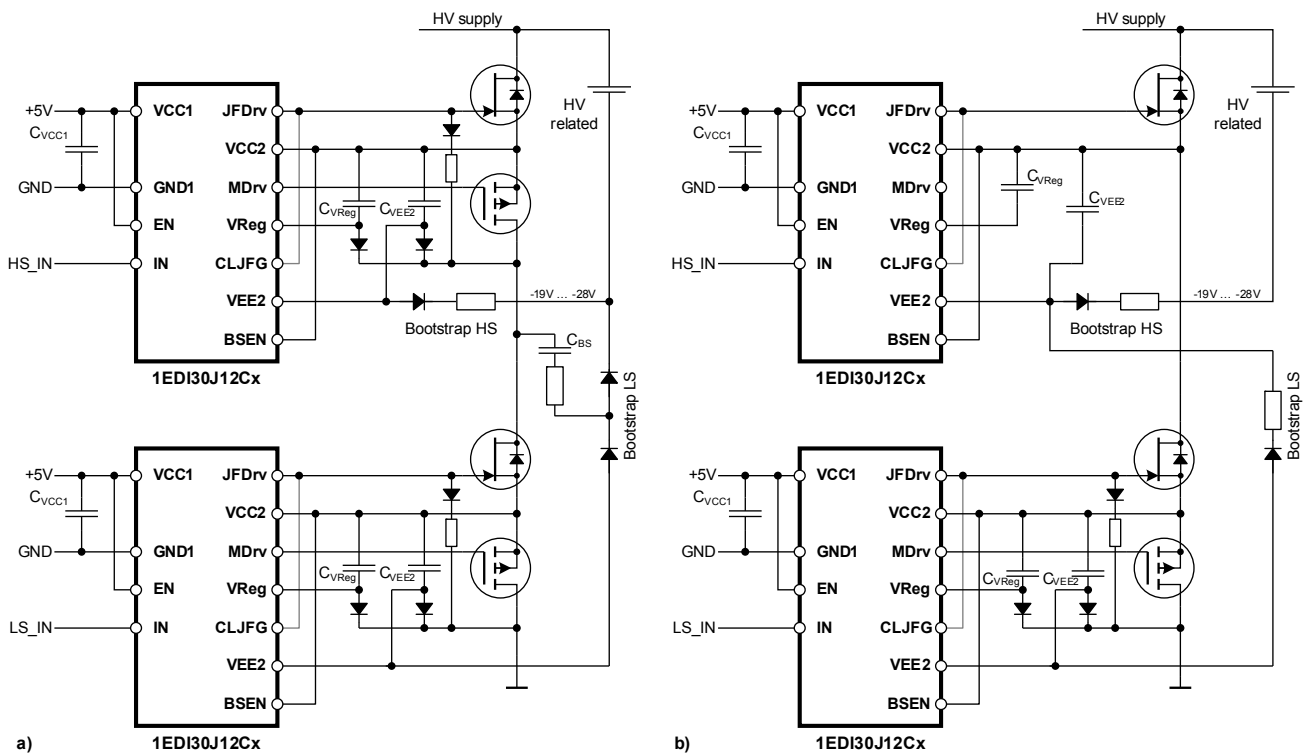 HV supply
+5V
CVCC1
GND
HS_IN
VCC1
GND1
EN
IN
JFDrv
VCC2
MDrv
VReg
CLJFG
VEE2
BSEN
1EDI30J12Cx
CVReg
CVEE2
HV
related
-19V ... -28V
Bootstrap HS
CBS
Bootstrap LS
+5V
CVCC1
GND
LS_IN
VCC1
GND1
EN
IN
JFDrv
VCC2
MDrv
VReg
CLJFG
VEE2
BSEN
1EDI30J12Cx
CVReg
CVEE2
a)
HV supply
+5V
CVCC1
GND
HS_IN
VCC1
GND1
EN
IN
JFDrv
VCC2
MDrv
VReg
CLJFG
VEE2
BSEN
1EDI30J12Cx
CVReg
CVEE2
HV
related
-19V ... -28V
Bootstrap HS
Bootstrap LS
+5V
CVCC1
GND
LS_IN
VCC1
GND1
EN
IN
JFDrv
VCC2
MDrv
VReg
CLJFG
VEE2
BSEN
1EDI30J12Cx
CVReg
CVEE2
b)